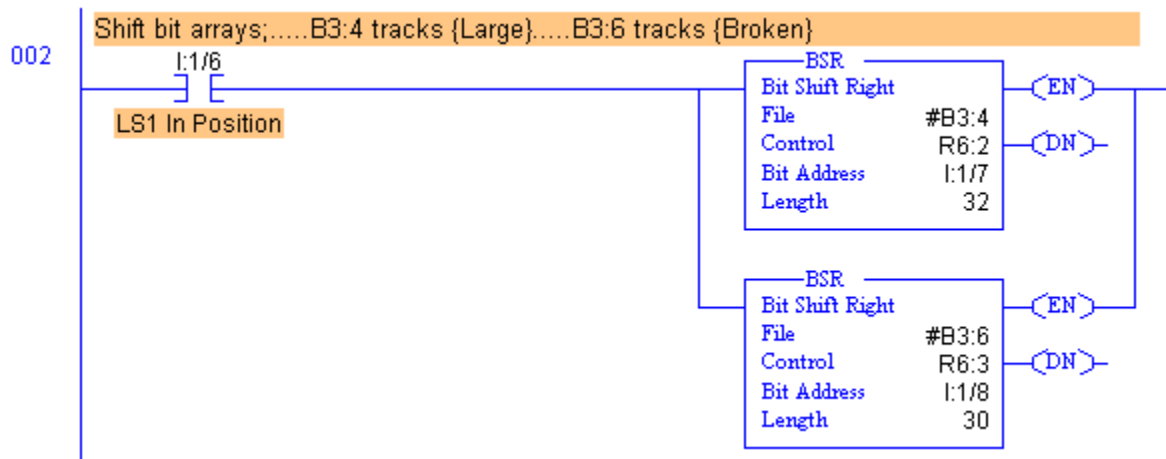 Shift bit arrays;.....B3:4 tracks {Large}.....B3:6 tracks {Broken}
002
I:1/6
LS1 In Position
BSR
Bit Shift Right
File #B3:4
Control R6:2
Bit Address I:1/7
Length 32
EN
DN
BSR
Bit Shift Right
File #B3:6
Control R6:3
Bit Address I:1/8
Length 30
EN
DN